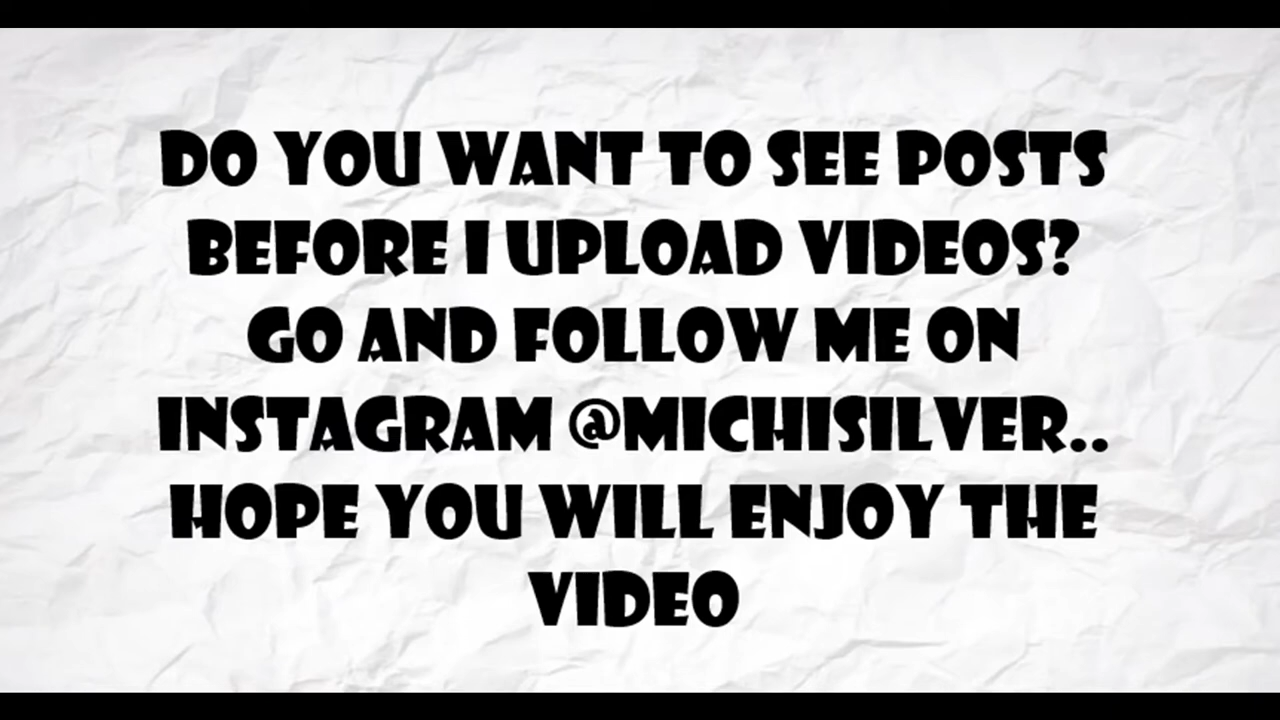 DO YOU WANT TO SEE POSTS
BEFORE I UPLOAD VIDEOS?
GO AND FOLLOW ME ON
INSTAGRAM @MICHISILVER..
HOPE YOU WILL ENJOY THE
VIDEO